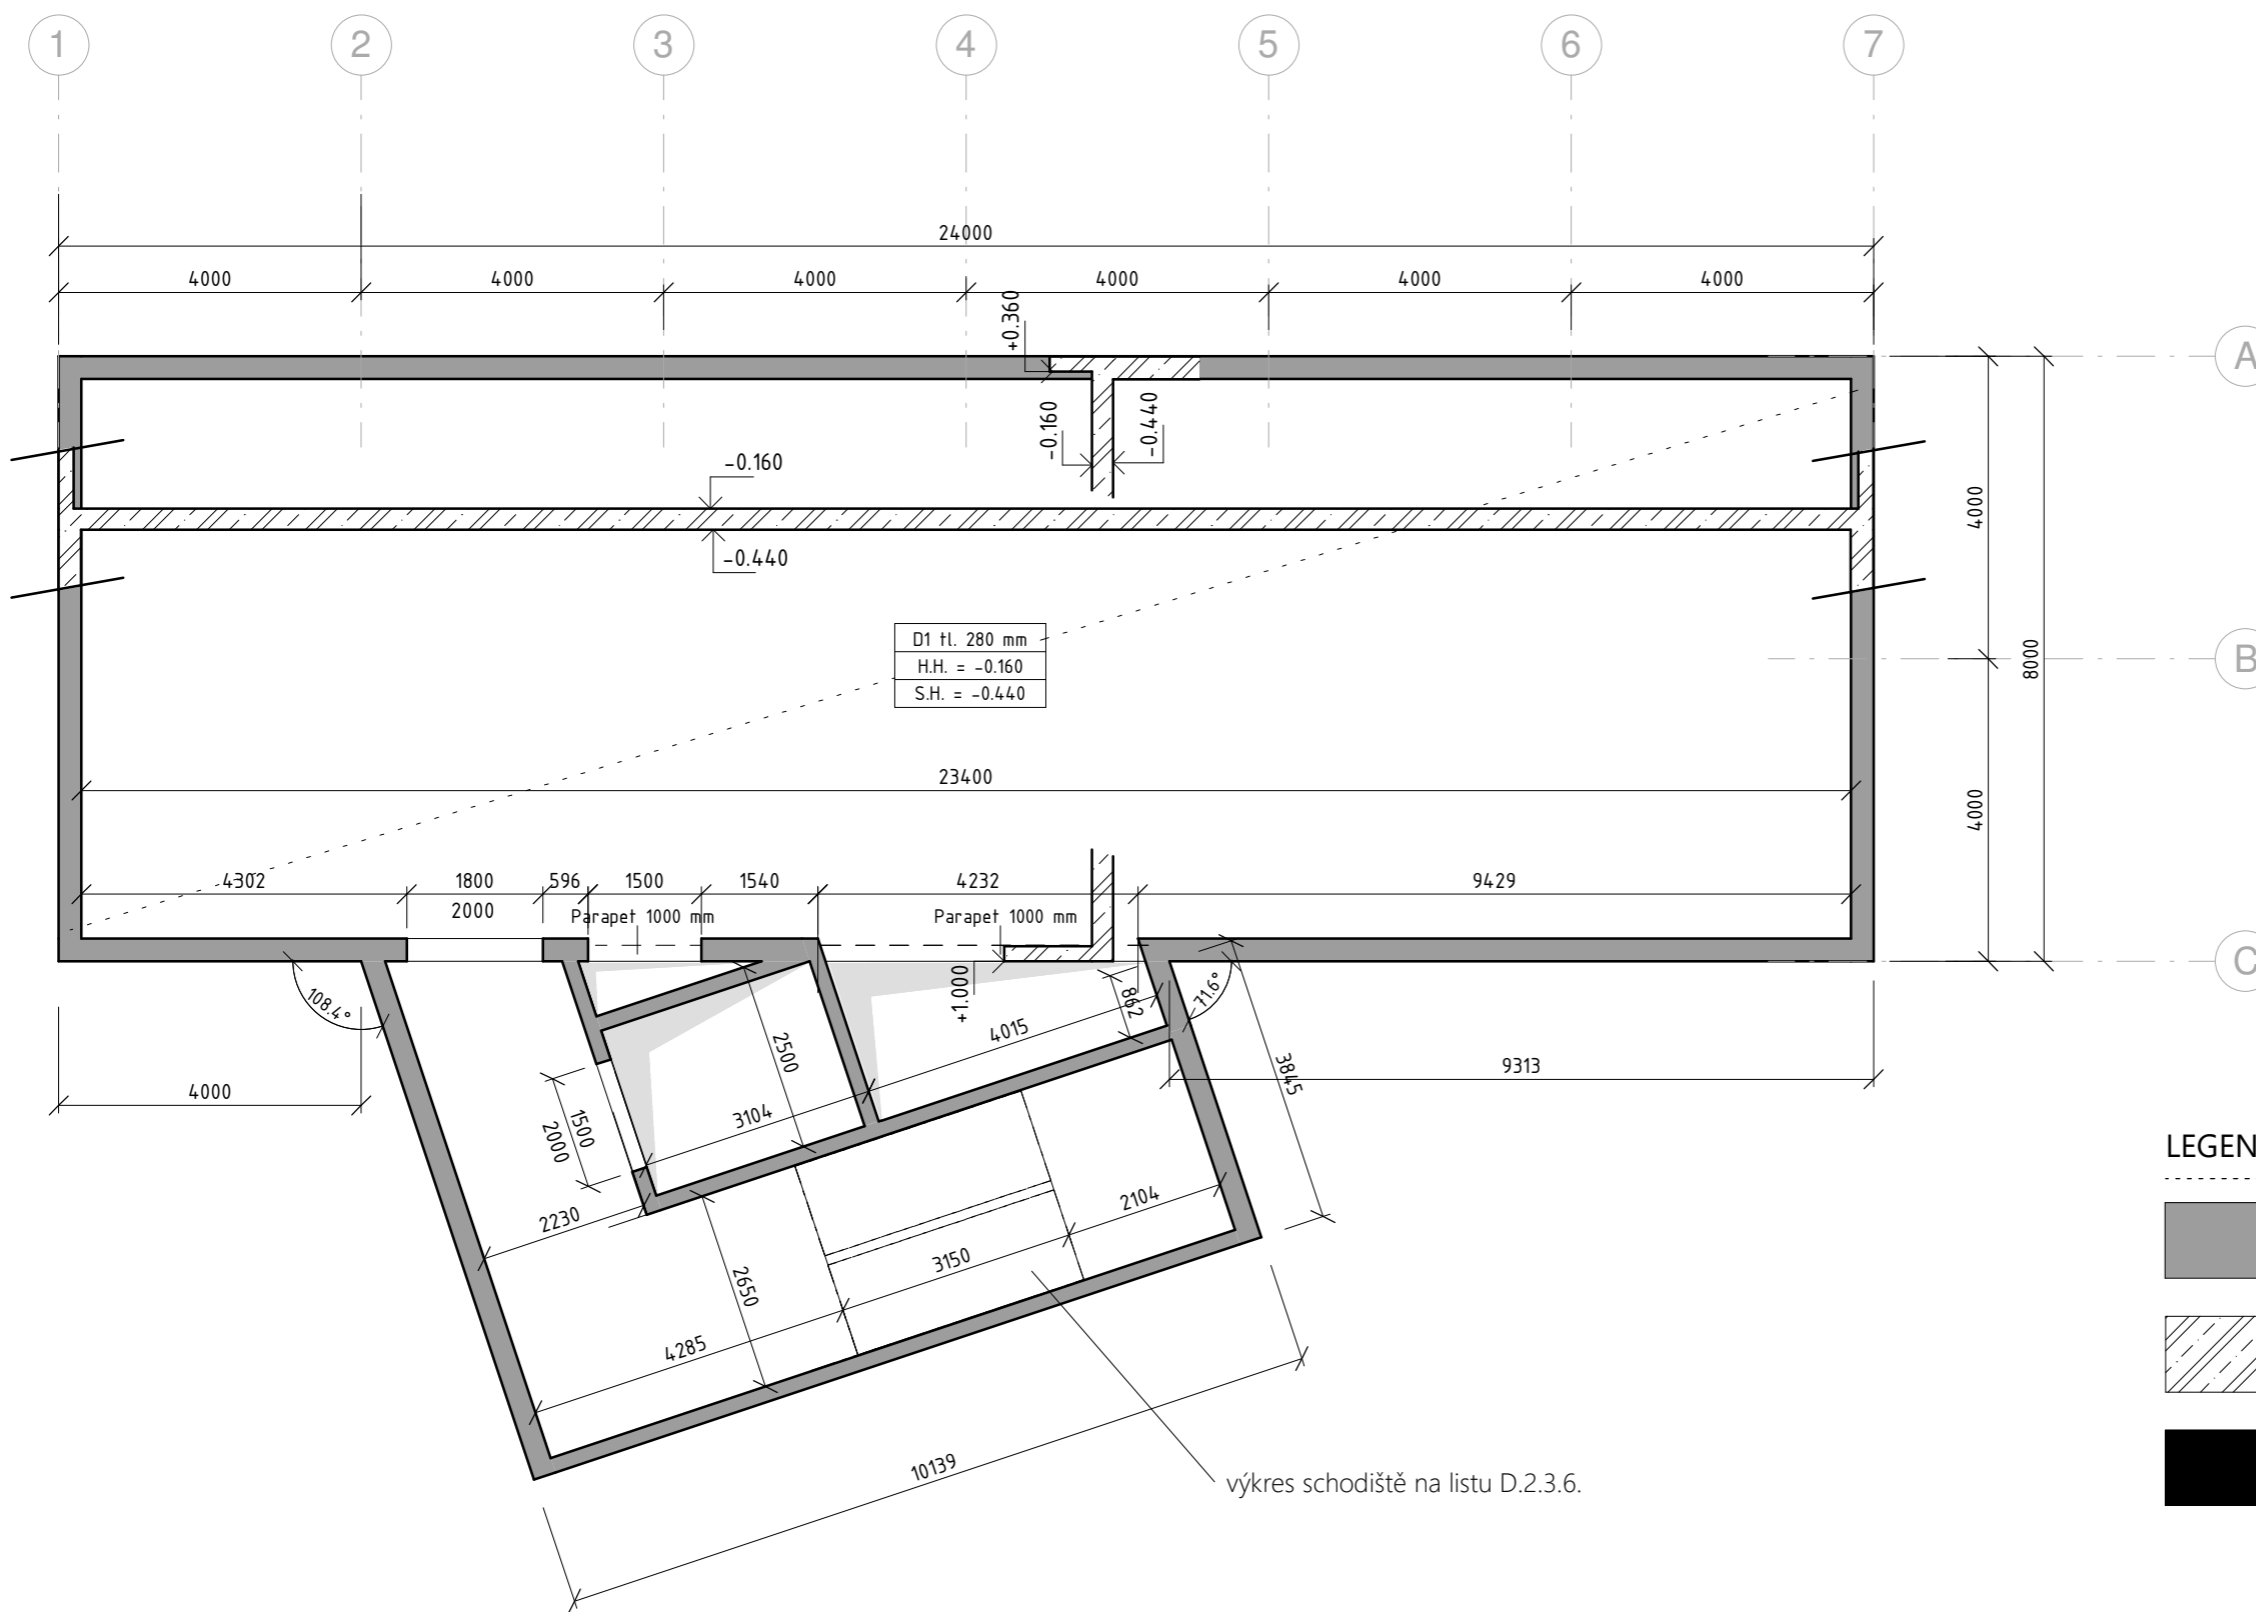 1 2 3 4 5 6 7
24000
4000 4000 4000 4000 4000 4000
+0.360
A
-0.160 -0.440
-0.160
-0.440
4000
8000
D1 tl. 280 mm
H.H. = -0.160
S.H. = -0.440
B
23400
4000
4302 1800 596 1500 1540 4232 9429
2000
Parapet 1000 mm Parapet 1000 mm
C
108.4°
+1.000
862
71.6°
2500
4015
3845
9313
4000
3104
1500
2000
2230
2104
2650
3150
4285
10139
výkres schodiště na listu D.2.3.6.
LEGEN